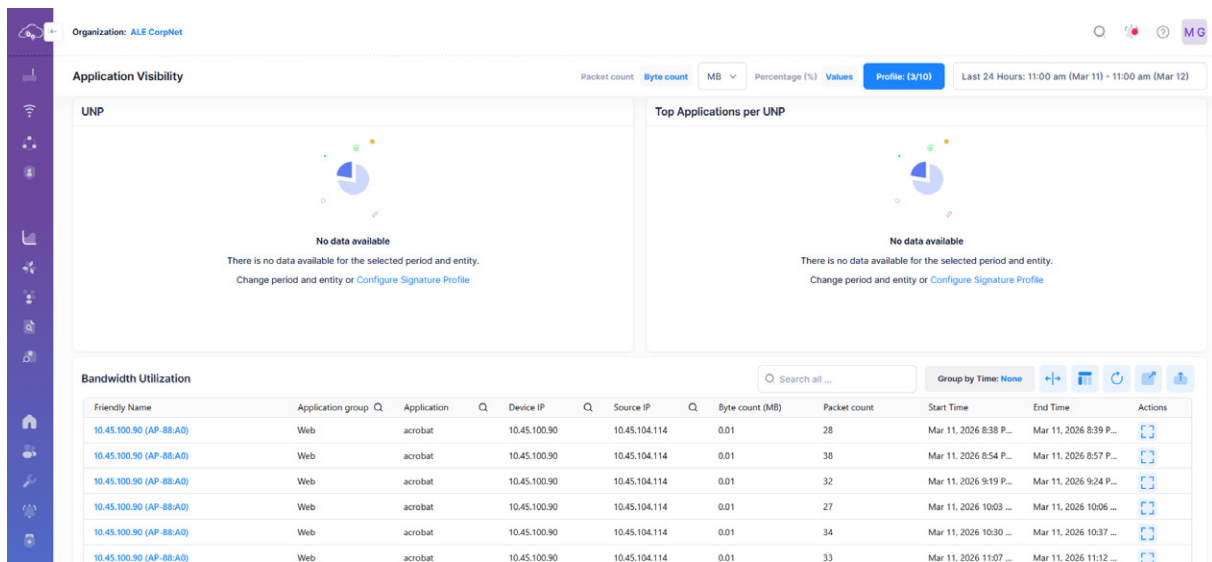 Organization: ALE CorpNet
M G
Application Visibility
Packet count Byte count MB Percentage (%) Values Profile: (3/10) Last 24 Hours: 11:00 am (Mar 11) - 11:00 am (Mar 12)
UNP
Top Applications per UNP
No data available
There is no data available for the selected period and entity.
Change period and entity or Configure Signature Profile
No data available
There is no data available for the selected period and entity.
Change period and entity or Configure Signature Profile
Bandwidth Utilization
Search all ...
Group by Time: None
Friendly Name Application group Application Device IP Source IP Byte count (MB) Packet count Start Time End Time Actions
10.45.100.90 (AP-88:A0) Web acrobat 10.45.100.90 10.45.104.114 0.01 28 Mar 11, 2026 8:38 P... Mar 11, 2026 8:39 P...
10.45.100.90 (AP-88:A0) Web acrobat 10.45.100.90 10.45.104.114 0.01 38 Mar 11, 2026 8:54 P... Mar 11, 2026 8:57 P...
10.45.100.90 (AP-88:A0) Web acrobat 10.45.100.90 10.45.104.114 0.01 32 Mar 11, 2026 9:19 P... Mar 11, 2026 9:24 P...
10.45.100.90 (AP-88:A0) Web acrobat 10.45.100.90 10.45.104.114 0.01 27 Mar 11, 2026 10:03 ... Mar 11, 2026 10:06 ...
10.45.100.90 (AP-88:A0) Web acrobat 10.45.100.90 10.45.104.114 0.01 34 Mar 11, 2026 10:30 ... Mar 11, 2026 10:37 ...
10.45.100.90 (AP-88:A0) Web acrobat 10.45.100.90 10.45.104.114 0.01 33 Mar 11, 2026 11:07 ... Mar 11, 2026 11:12 ...